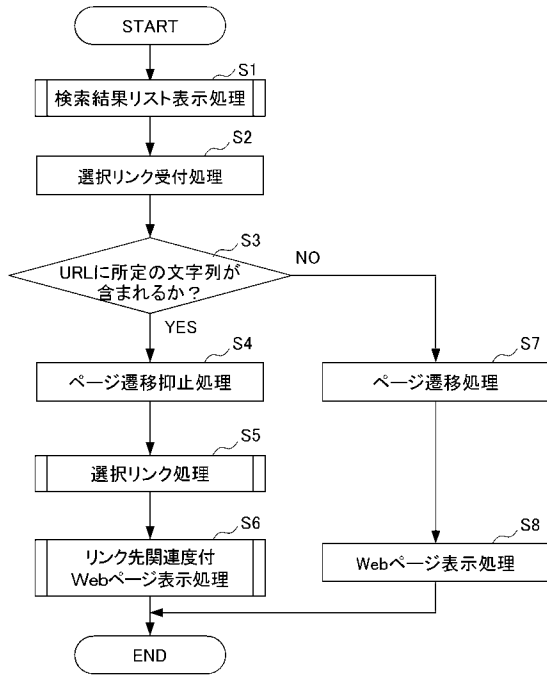 START
S1
検索結果リスト表示処理
S2
選択リンク受付処理
S3
URLに所定の文字列が
含まれるか?
NO
YES
S4
ページ遷移抑止処理
S7
ページ遷移処理
S5
選択リンク処理
S6
リンク先関連度付
Webページ表示処理
S8
Webページ表示処理
END